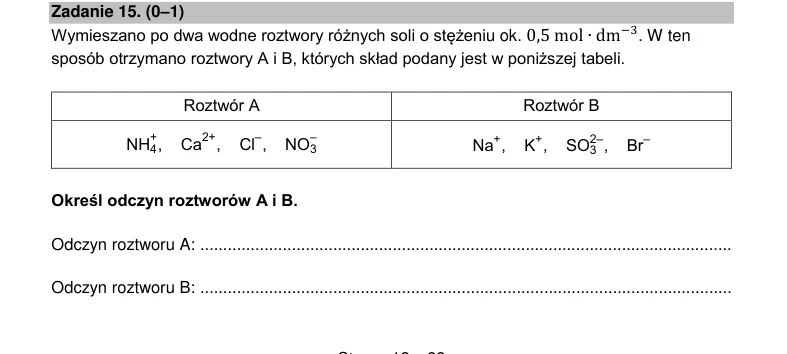 Zadanie 15. (0–1)
Wymieszano po dwa wodne roztwory różnych soli o stężeniu ok. 0,5 mol · dm⁻³. W ten
sposób otrzymano roztwory A i B, których skład podany jest w poniższej tabeli.
Roztwór A Roztwór B
NH₄⁺, Ca²⁺, Cl⁻, NO₃⁻ Na⁺, K⁺, SO₃²⁻, Br⁻
Określ odczyn roztworów A i B.
Odczyn roztworu A: ....................................................................................................................
Odczyn roztworu B: ....................................................................................................................